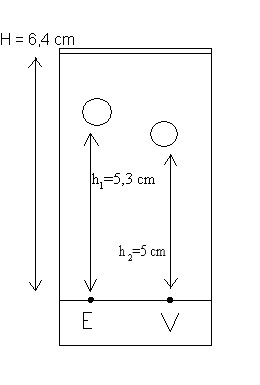 H = 6,4 cm
h1=5,3 cm
h2=5 cm
E
V